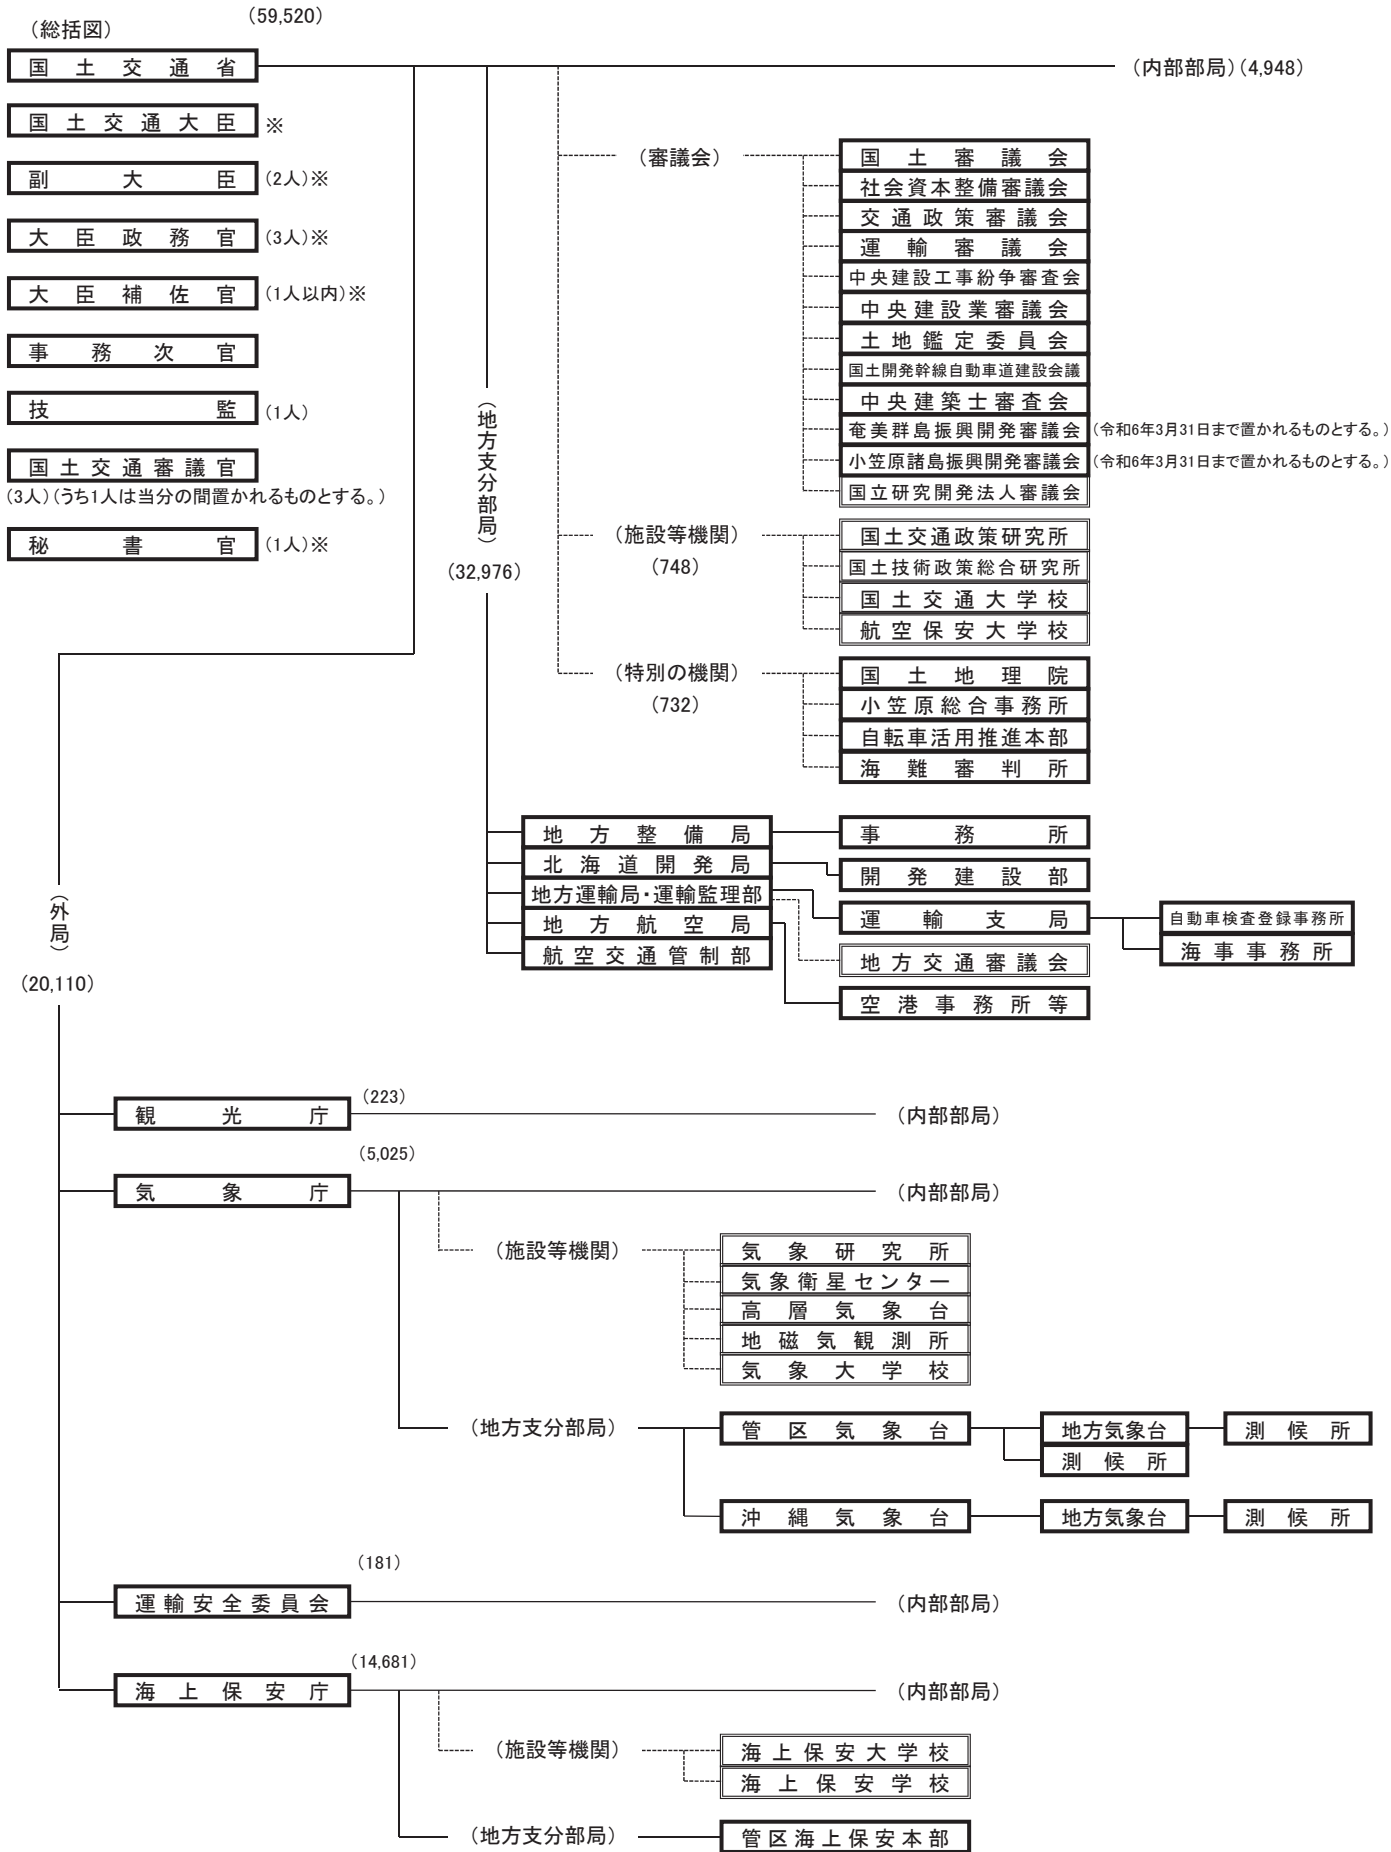 (59,520)
(総括図)
国土交通省
(内部部局)(4,948)
国土交通大臣 ※
副大臣 (2人)※
大臣政務官 (3人)※
大臣補佐官 (1人以内)※
事務次官
技監 (1人)
国土交通審議官
(3人)(うち1人は当分の間置かれるものとする。)
秘書官 (1人)※
(審議会)
国土審議会
社会資本整備審議会
交通政策審議会
運輸審議会
中央建設工事紛争審査会
中央建設業審議会
土地鑑定委員会
国土開発幹線自動車道建設会議
中央建築士審査会
奄美群島振興開発審議会 (令和6年3月31日まで置かれるものとする。)
小笠原諸島振興開発審議会 (令和6年3月31日まで置かれるものとする。)
国立研究開発法人審議会
(施設等機関)
(748)
国土交通政策研究所
国土技術政策総合研究所
国土交通大学校
航空保安大学校
(特別の機関)
(732)
国土地理院
小笠原総合事務所
自転車活用推進本部
海難審判所
(地方支分部局)
(32,976)
地方整備局 事務所
北海道開発局 開発建設部
地方運輸局・運輸監理部 運輸支局 自動車検査登録事務所
海事事務所
地方航空局 地方交通審議会
航空交通管制部
空港事務所等
(外局)
(20,110)
観光庁 (223) (内部部局)
気象庁 (5,025) (内部部局)
(施設等機関)
気象研究所
気象衛星センター
高層気象台
地磁気観測所
気象大学校
(地方支分部局) 管区気象台 地方気象台 測候所
測候所
沖縄気象台 地方気象台 測候所
運輸安全委員会 (181) (内部部局)
海上保安庁 (14,681) (内部部局)
(施設等機関)
海上保安大学校
海上保安学校
(地方支分部局) 管区海上保安本部